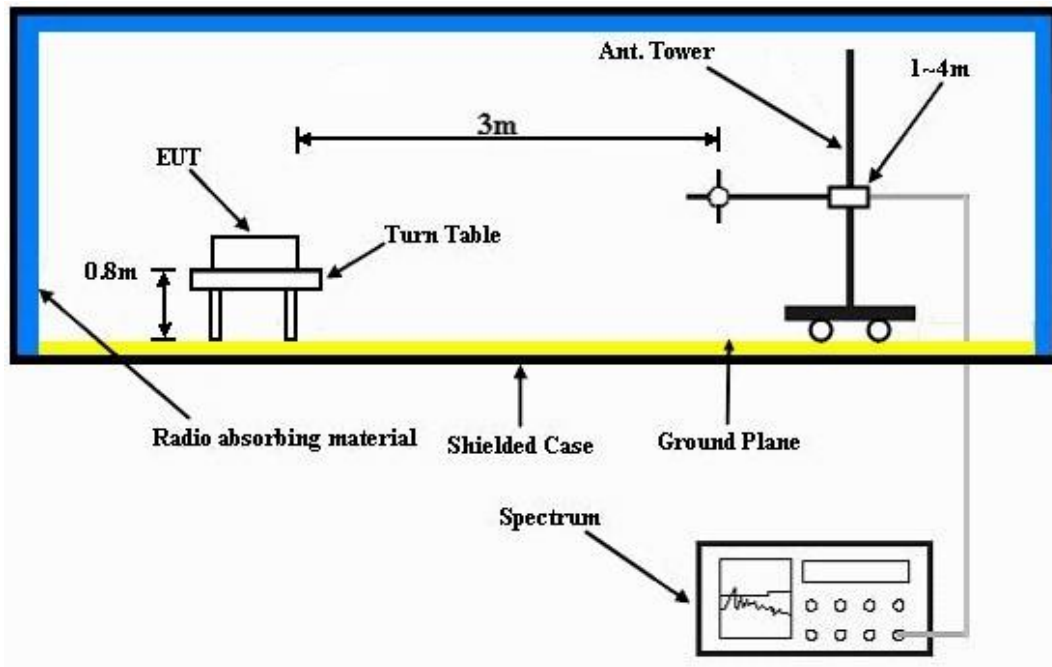 Ant. Tower
1~4m
3m
EUT
Turn Table
0.8m
Radio absorbing material
Shielded Case
Ground Plane
Spectrum